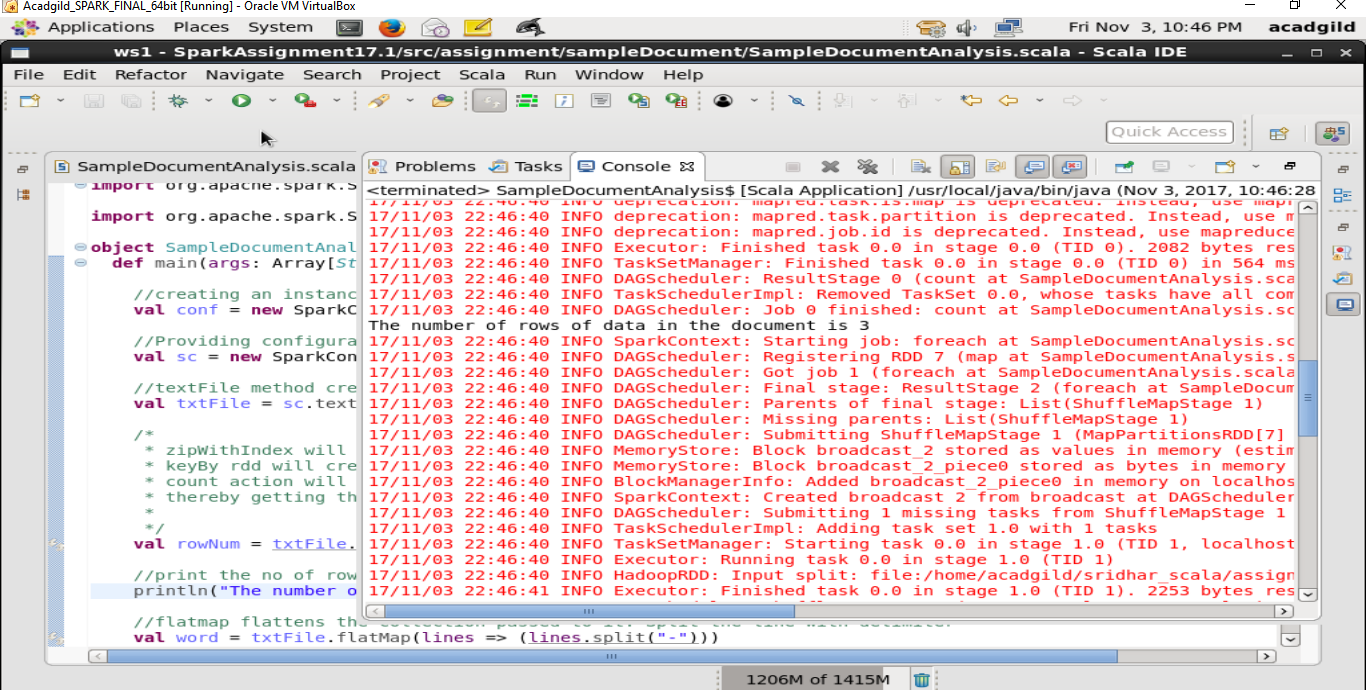 Acadgild_SPARK_FINAL_64bit [Running] - Oracle VM VirtualBox
Applications Places System Fri Nov 3, 10:46 PM acadgild
ws1 - SparkAssignment17.1/src/assignment/sampleDocument/SampleDocumentAnalysis.scala - Scala IDE
File Edit Refactor Navigate Search Project Scala Run Window Help
Quick Access
SampleDocumentAnalysis.scala
import org.apache.spark.S
import org.apache.spark.S
object SampleDocumentAnal
def main(args: Array[St
//creating an instanc
val conf = new SparkC
//Providing configura
val sc = new SparkCon
//textFile method cre
val txtFile = sc.text
/*
* zipWithIndex will
* keyBy rdd will cre
* count action will
* thereby getting th
*
*/
val rowNum = txtFile.
//print the no of row
println("The number o
//flatmap flattens the collection passed to it. Split the line with delimiter
val word = txtFile.flatMap(lines => (lines.split("-")))
Problems Tasks Console
<terminated> SampleDocumentAnalysis$ [Scala Application] /usr/local/java/bin/java (Nov 3, 2017, 10:46:28
17/11/03 22:46:40 INFO deprecation: mapred.task.is.map is deprecated. Instead, use mapr
17/11/03 22:46:40 INFO deprecation: mapred.task.partition is deprecated. Instead, use m
17/11/03 22:46:40 INFO deprecation: mapred.job.id is deprecated. Instead, use mapreduce
17/11/03 22:46:40 INFO Executor: Finished task 0.0 in stage 0.0 (TID 0). 2082 bytes res
17/11/03 22:46:40 INFO TaskSetManager: Finished task 0.0 in stage 0.0 (TID 0) in 564 ms
17/11/03 22:46:40 INFO DAGScheduler: ResultStage 0 (count at SampleDocumentAnalysis.sca
17/11/03 22:46:40 INFO TaskSchedulerImpl: Removed TaskSet 0.0, whose tasks have all com
17/11/03 22:46:40 INFO DAGScheduler: Job 0 finished: count at SampleDocumentAnalysis.sc
The number of rows of data in the document is 3
17/11/03 22:46:40 INFO SparkContext: Starting job: foreach at SampleDocumentAnalysis.sc
17/11/03 22:46:40 INFO DAGScheduler: Registering RDD 7 (map at SampleDocumentAnalysis.s
17/11/03 22:46:40 INFO DAGScheduler: Got job 1 (foreach at SampleDocumentAnalysis.scala
17/11/03 22:46:40 INFO DAGScheduler: Final stage: ResultStage 2 (foreach at SampleDocum
17/11/03 22:46:40 INFO DAGScheduler: Parents of final stage: List(ShuffleMapStage 1)
17/11/03 22:46:40 INFO DAGScheduler: Missing parents: List(ShuffleMapStage 1)
17/11/03 22:46:40 INFO DAGScheduler: Submitting ShuffleMapStage 1 (MapPartitionsRDD[7]
17/11/03 22:46:40 INFO MemoryStore: Block broadcast_2 stored as values in memory (estim
17/11/03 22:46:40 INFO MemoryStore: Block broadcast_2_piece0 stored as bytes in memory
17/11/03 22:46:40 INFO BlockManagerInfo: Added broadcast_2_piece0 in memory on localhos
17/11/03 22:46:40 INFO SparkContext: Created broadcast 2 from broadcast at DAGScheduler
17/11/03 22:46:40 INFO DAGScheduler: Submitting 1 missing tasks from ShuffleMapStage 1
17/11/03 22:46:40 INFO TaskSchedulerImpl: Adding task set 1.0 with 1 tasks
17/11/03 22:46:40 INFO TaskSetManager: Starting task 0.0 in stage 1.0 (TID 1, localhost
17/11/03 22:46:40 INFO Executor: Running task 0.0 in stage 1.0 (TID 1)
17/11/03 22:46:40 INFO HadoopRDD: Input split: file:/home/acadgild/sridhar_scala/assign
17/11/03 22:46:41 INFO Executor: Finished task 0.0 in stage 1.0 (TID 1). 2253 bytes res
1206M of 1415M